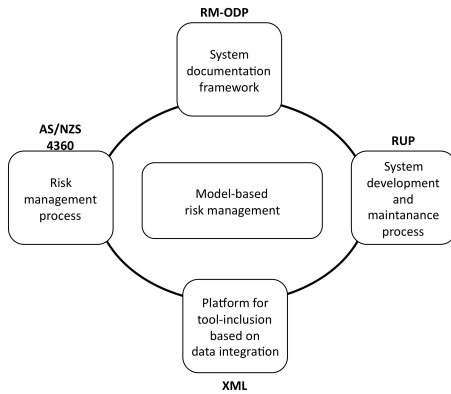 RM-ODP
System
documentation
framework
AS/NZS
4360
Risk
management
process
Model-based
risk management
RUP
System
development
and
maintanance
process
Platform for
tool-inclusion
based on
data integration
XML